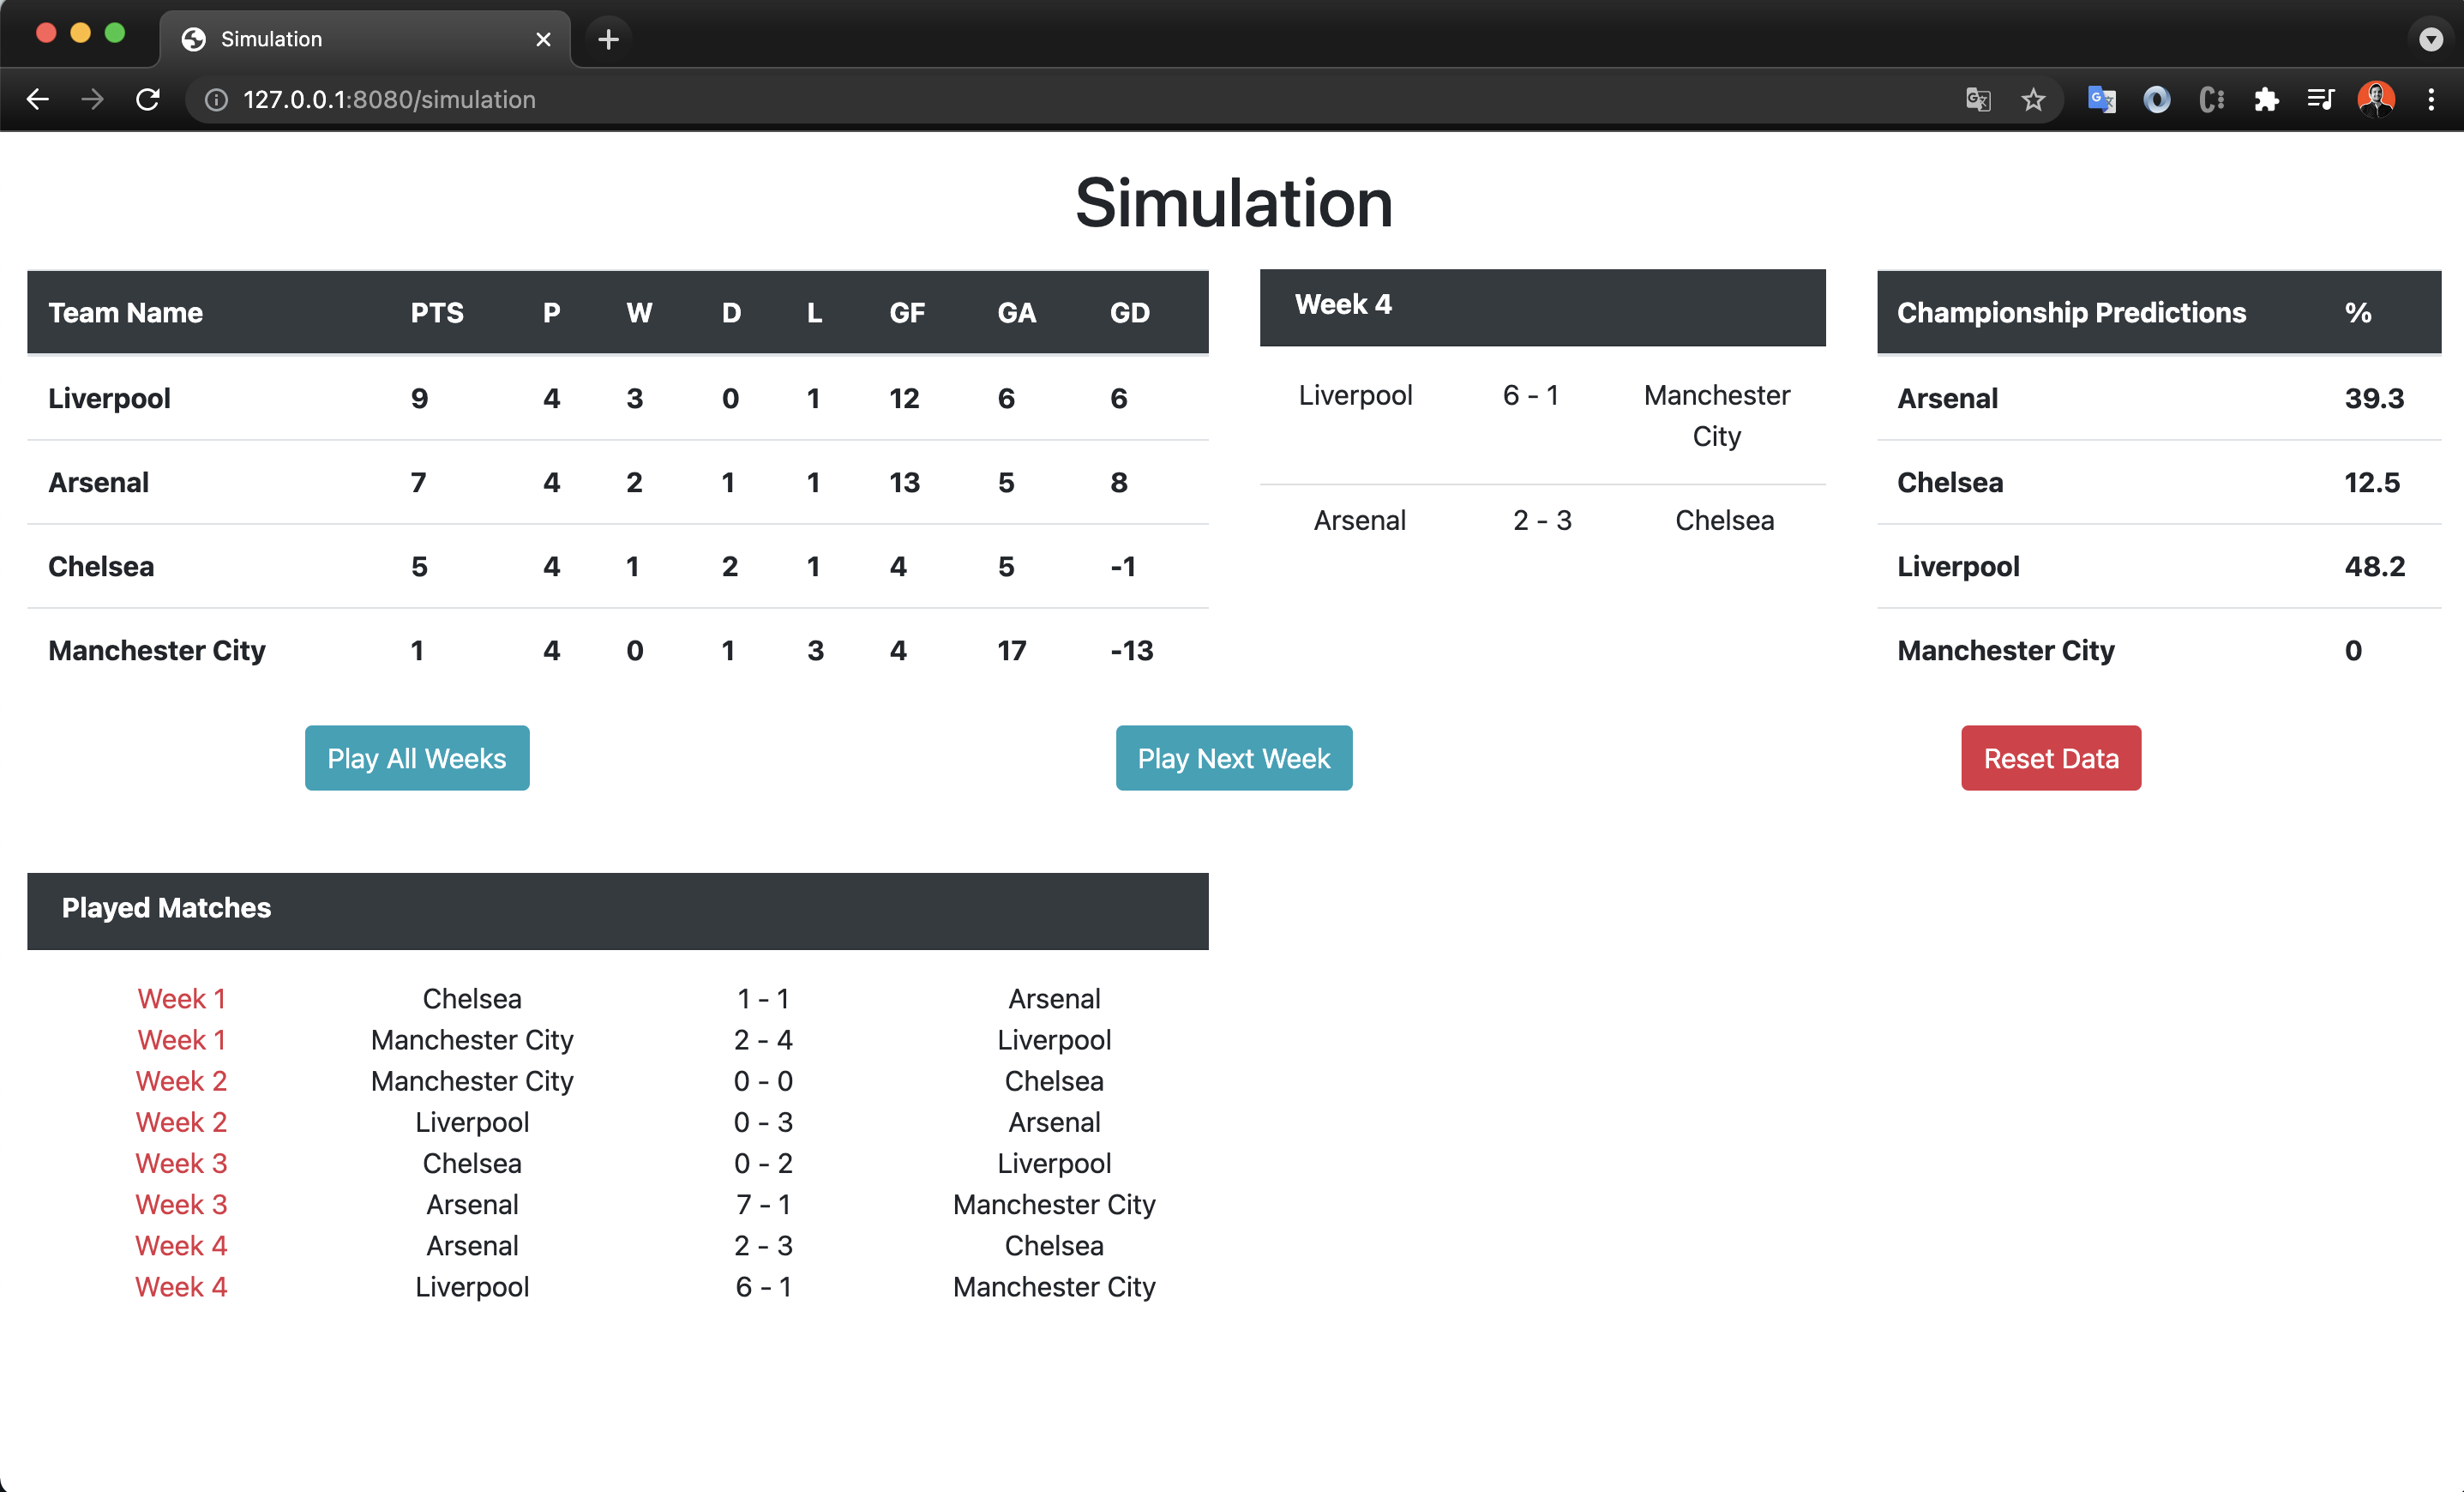 Simulation
127.0.0.1:8080/simulation
Simulation
Team Name PTS P W D L GF GA GD
Liverpool 9 4 3 0 1 12 6 6
Arsenal 7 4 2 1 1 13 5 8
Chelsea 5 4 1 2 1 4 5 -1
Manchester City 1 4 0 1 3 4 17 -13
Week 4
Liverpool 6 - 1 Manchester
City
Arsenal 2 - 3 Chelsea
Championship Predictions %
Arsenal 39.3
Chelsea 12.5
Liverpool 48.2
Manchester City 0
Play All Weeks
Play Next Week
Reset Data
Played Matches
Week 1 Chelsea 1 - 1 Arsenal
Week 1 Manchester City 2 - 4 Liverpool
Week 2 Manchester City 0 - 0 Chelsea
Week 2 Liverpool 0 - 3 Arsenal
Week 3 Chelsea 0 - 2 Liverpool
Week 3 Arsenal 7 - 1 Manchester City
Week 4 Arsenal 2 - 3 Chelsea
Week 4 Liverpool 6 - 1 Manchester City